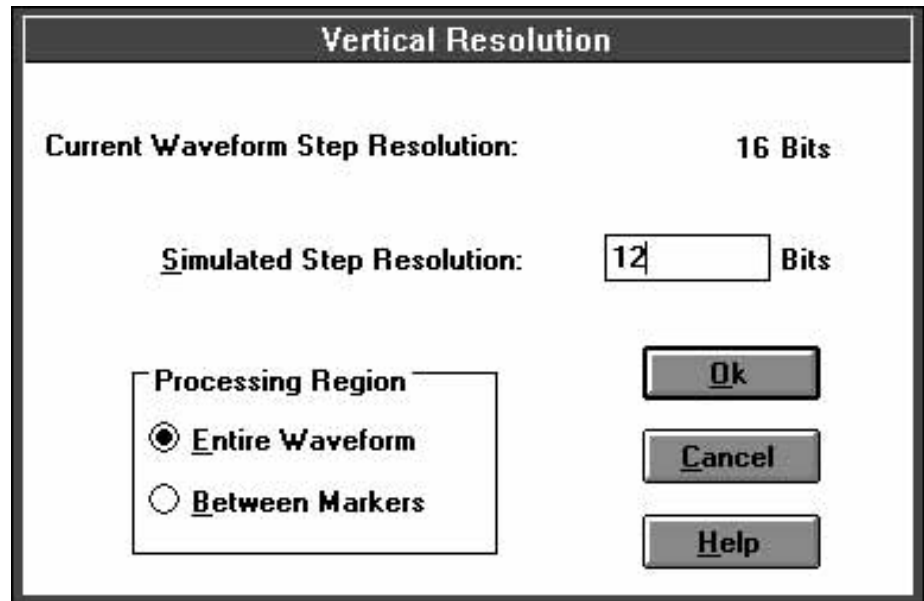 Vertical Resolution
Current Waveform Step Resolution: 16 Bits
Simulated Step Resolution: 12 Bits
Processing Region
Entire Waveform
Between Markers
Ok
Cancel
Help